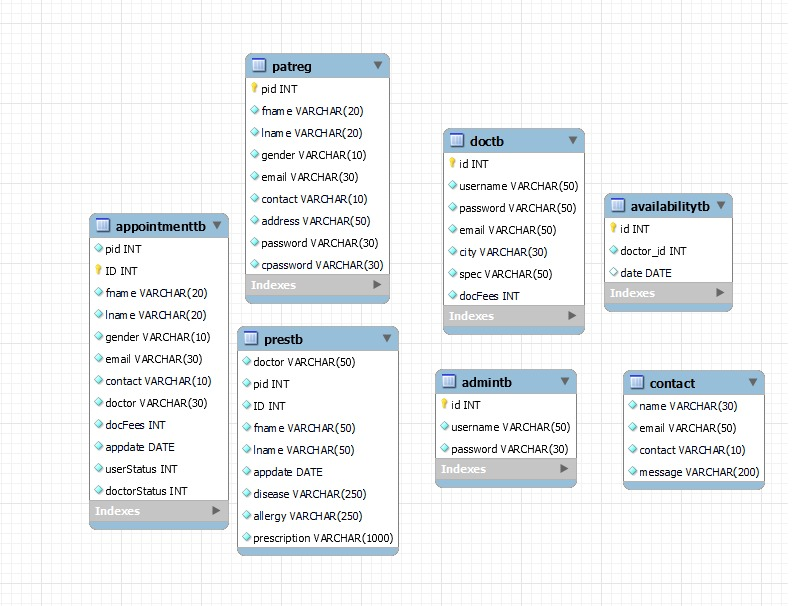 patreg
pid INT
fname VARCHAR(20)
lname VARCHAR(20)
gender VARCHAR(10)
email VARCHAR(30)
contact VARCHAR(10)
address VARCHAR(50)
password VARCHAR(30)
cpassword VARCHAR(30)
Indexes
doctb
id INT
username VARCHAR(50)
password VARCHAR(50)
email VARCHAR(50)
city VARCHAR(30)
spec VARCHAR(50)
docFees INT
Indexes
availabilitytb
id INT
doctor_id INT
date DATE
Indexes
appointmenttb
pid INT
ID INT
fname VARCHAR(20)
lname VARCHAR(20)
gender VARCHAR(10)
email VARCHAR(30)
contact VARCHAR(10)
doctor VARCHAR(30)
docFees INT
appdate DATE
userStatus INT
doctorStatus INT
Indexes
prestb
doctor VARCHAR(50)
pid INT
ID INT
fname VARCHAR(50)
lname VARCHAR(50)
appdate DATE
disease VARCHAR(250)
allergy VARCHAR(250)
prescription VARCHAR(1000)
admintb
id INT
username VARCHAR(50)
password VARCHAR(30)
Indexes
contact
name VARCHAR(30)
email VARCHAR(50)
contact VARCHAR(10)
message VARCHAR(200)